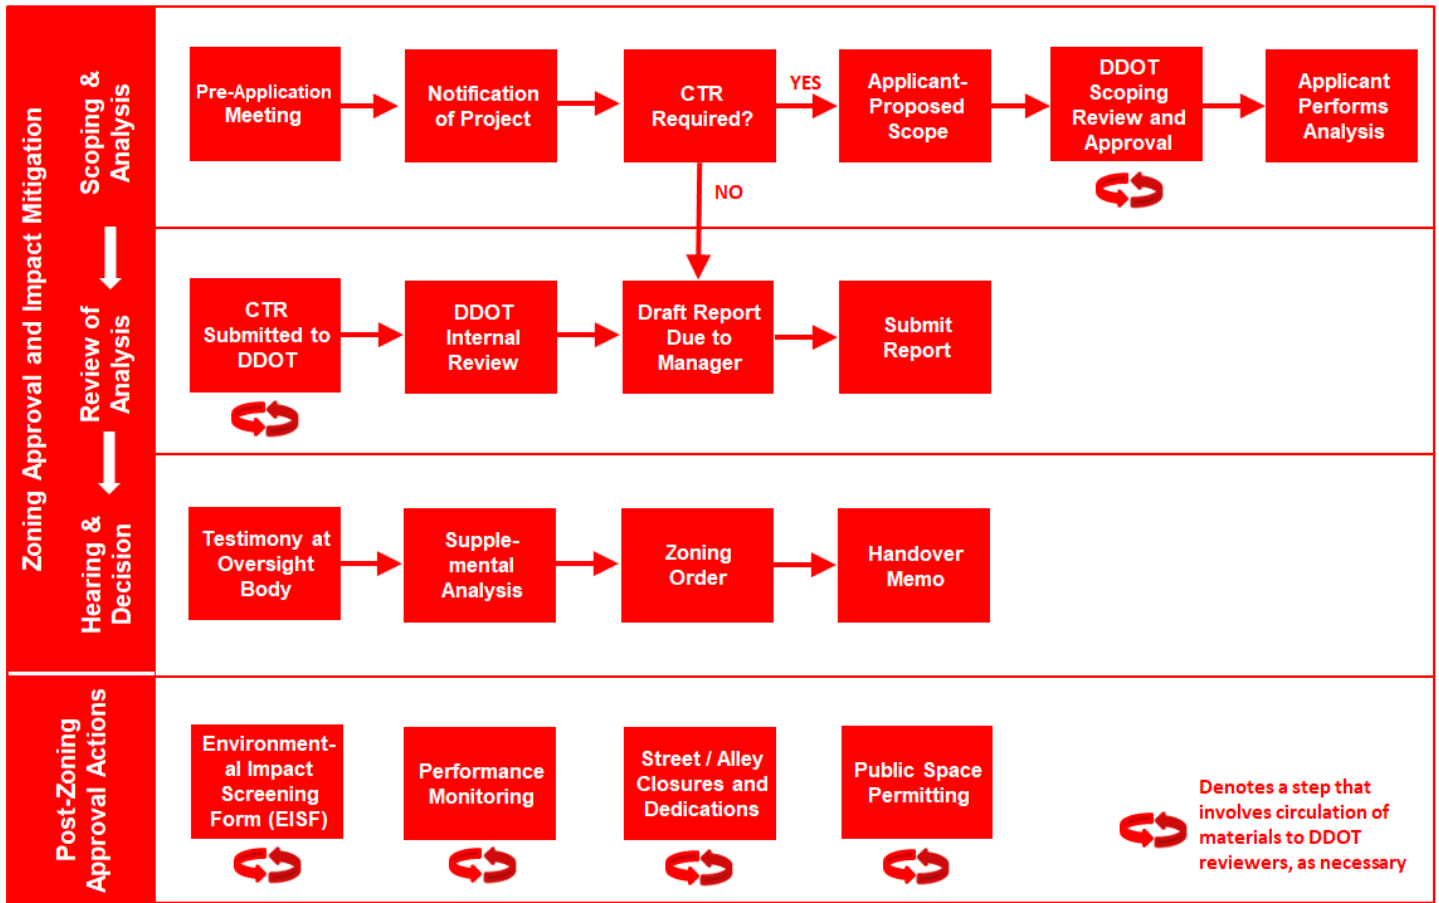 Zoning Approval and Impact Mitigation
Scoping &
Analysis
Pre-Application
Meeting
Notification
of Project
CTR
Required?
YES
NO
Applicant-
Proposed
Scope
DDOT
Scoping
Review and
Approval
Applicant
Performs
Analysis
Review of
Analysis
CTR
Submitted to
DDOT
DDOT
Internal
Review
Draft Report
Due to
Manager
Submit
Report
Hearing &
Decision
Testimony at
Oversight
Body
Supple-
mental
Analysis
Zoning
Order
Handover
Memo
Post-Zoning
Approval Actions
Environment-
al Impact
Screening
Form (EISF)
Performance
Monitoring
Street / Alley
Closures and
Dedications
Public Space
Permitting
Denotes a step that
involves circulation of
materials to DDOT
reviewers, as necessary